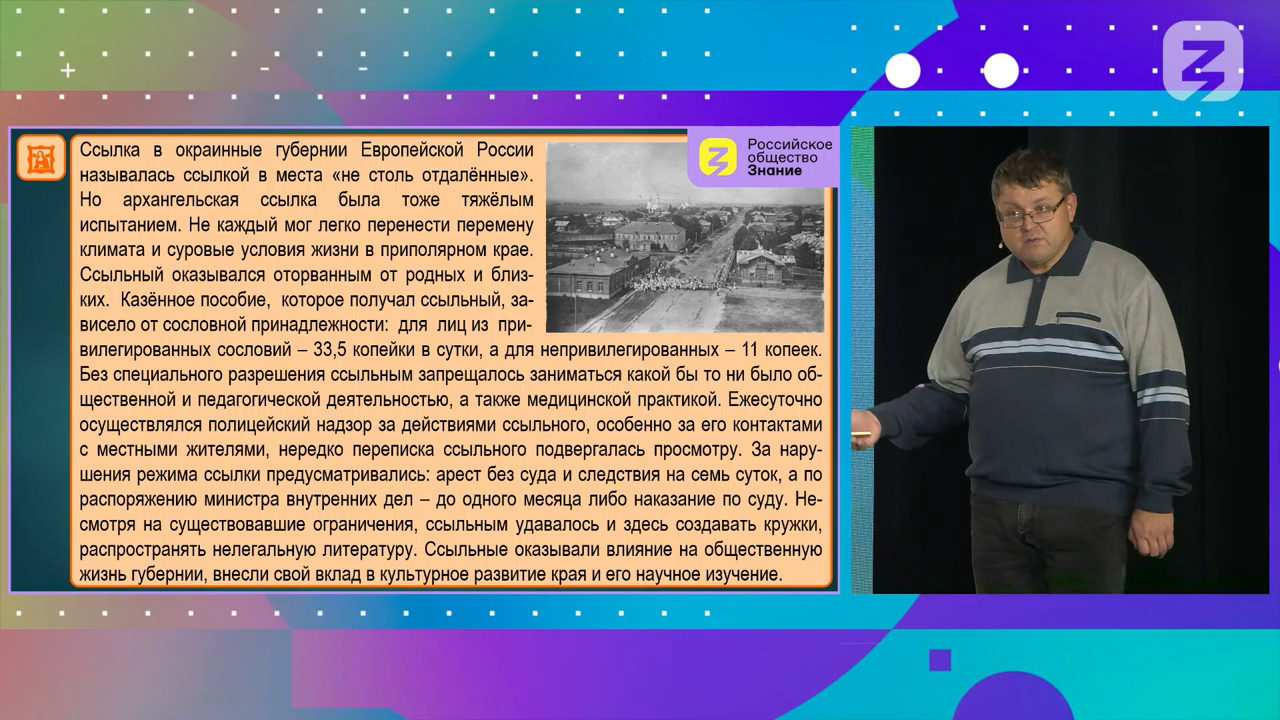 Ссылка в окраинные губернии Европейской России
называлась ссылкой в места «не столь отдалённые».
Но архангельская ссылка была тоже тяжёлым
испытанием. Не каждый мог легко перенести перемену
климата и суровые условия жизни в приполярном крае.
Ссыльный оказывался оторванным от родных и близ-
ких. Казённое пособие, которое получал ссыльный, за-
висело от сословной принадлежности: для лиц из при-
вилегированных сословий – 33,5 копейки в сутки, а для непривилегированных – 11 копеек.
Без специального разрешения ссыльным запрещалось заниматься какой бы то ни было об-
щественной и педагогической деятельностью, а также медицинской практикой. Ежесуточно
осуществлялся полицейский надзор за действиями ссыльного, особенно за его контактами
с местными жителями, нередко переписка ссыльного подвергалась просмотру. За нару-
шения режима ссылки предусматривались: арест без суда и следствия на семь суток, а по
распоряжению министра внутренних дел – до одного месяца либо наказание по суду. Не-
смотря на существовавшие ограничения, ссыльным удавалось и здесь создавать кружки,
распространять нелегальную литературу. Ссыльные оказывали влияние на общественную
жизнь губернии, внесли свой вклад в культурное развитие края и его научное изучение.
Российское
общество
Знание